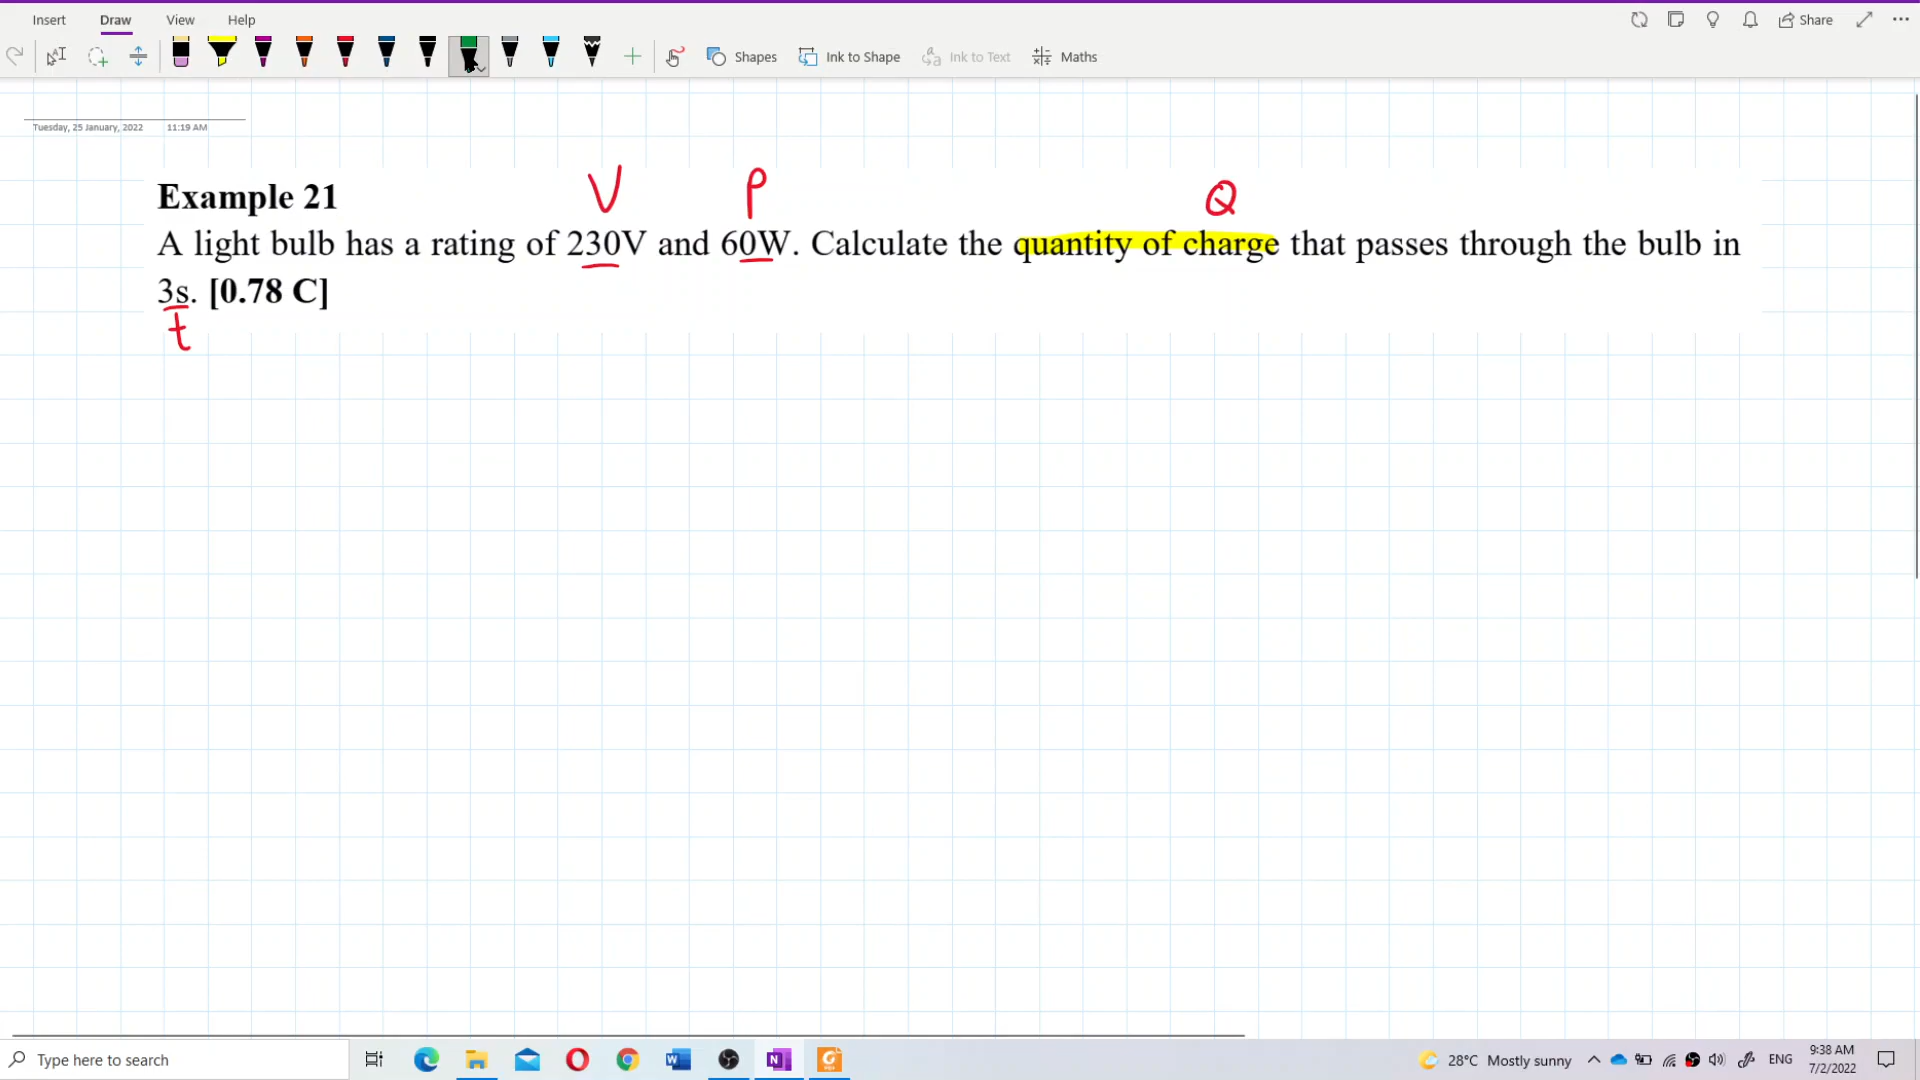 Insert Draw View Help
Share
Shapes Ink to Shape Ink to Text Maths
Tuesday, 25 January, 2022 11:19 AM
V P Q
Example 21
A light bulb has a rating of 230V and 60W. Calculate the quantity of charge that passes through the bulb in
3s. [0.78 C]
t
Type here to search
28°C Mostly sunny
ENG
9:38 AM
7/2/2022